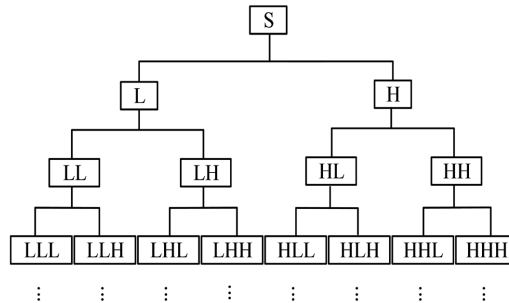 S
L H
LL LH HL HH
LLL LLH LHL LHH HLL HLH HHL HHH
⋮ ⋮ ⋮ ⋮ ⋮ ⋮ ⋮ ⋮